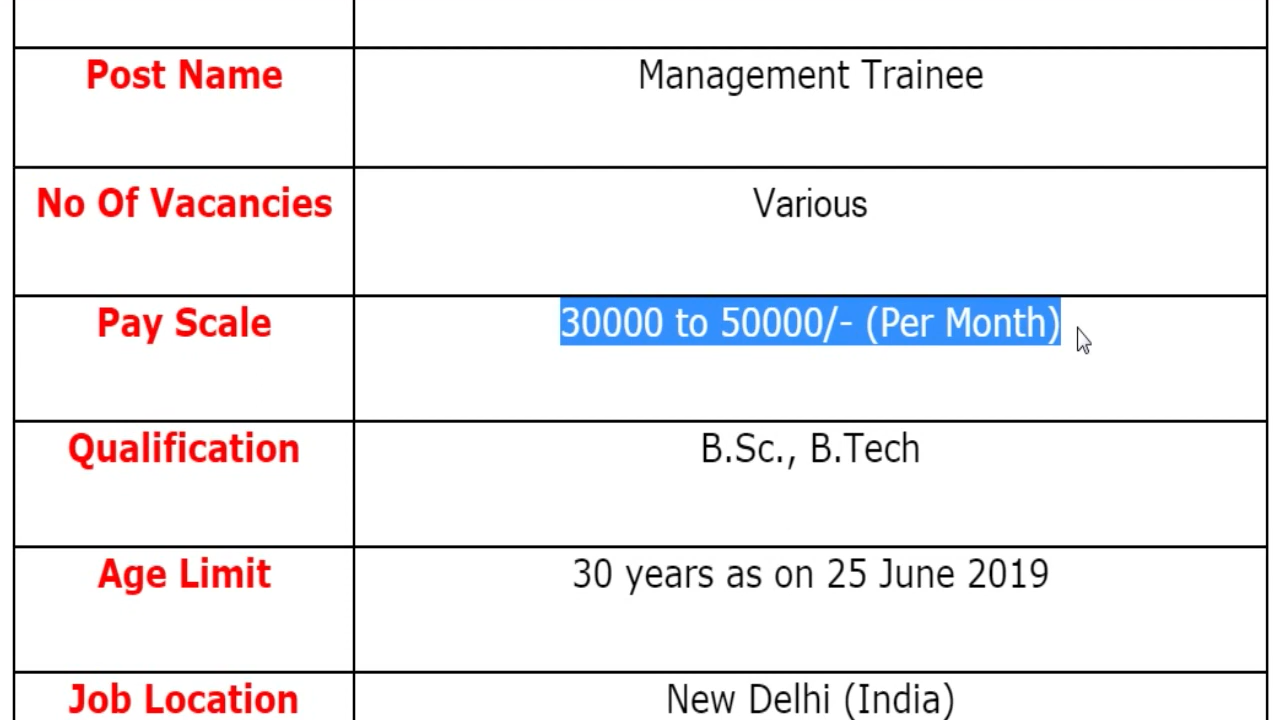 Post Name
Management Trainee
No Of Vacancies
Various
Pay Scale
30000 to 50000/- (Per Month)
Qualification
B.Sc., B.Tech
Age Limit
30 years as on 25 June 2019
Job Location
New Delhi (India)